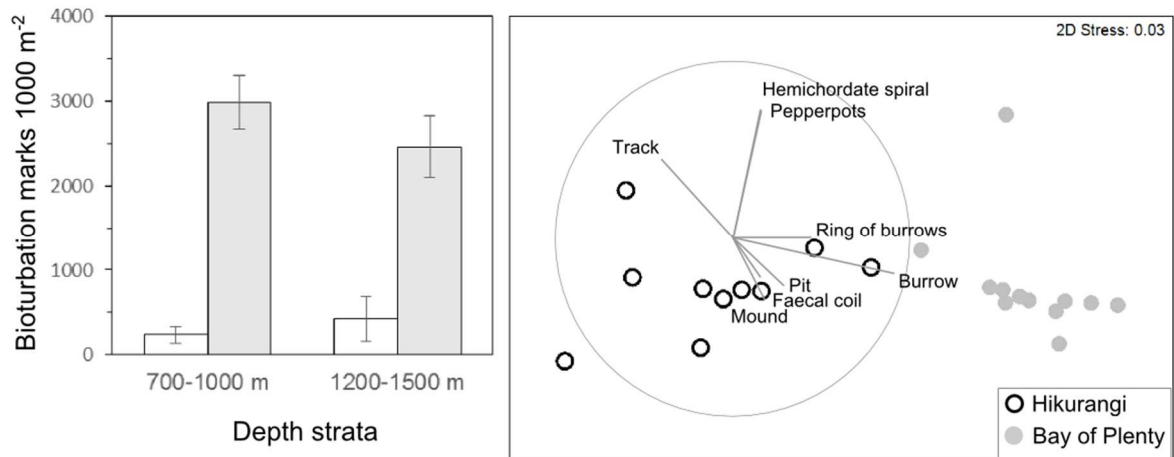 Bioturbation marks 1000 m⁻²
4000
3000
2000
1000
0
700-1000 m
1200-1500 m
Depth strata
2D Stress: 0.03
Hemichordate spiral
Pepperpots
Track
Ring of burrows
Burrow
Pit
Faecal coil
Mound
Hikurangi
Bay of Plenty